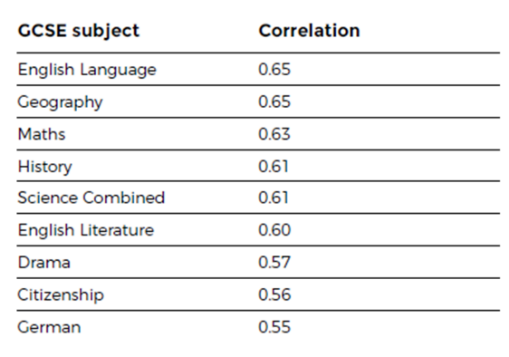 GCSE subject Correlation
English Language 0.65
Geography 0.65
Maths 0.63
History 0.61
Science Combined 0.61
English Literature 0.60
Drama 0.57
Citizenship 0.56
German 0.55